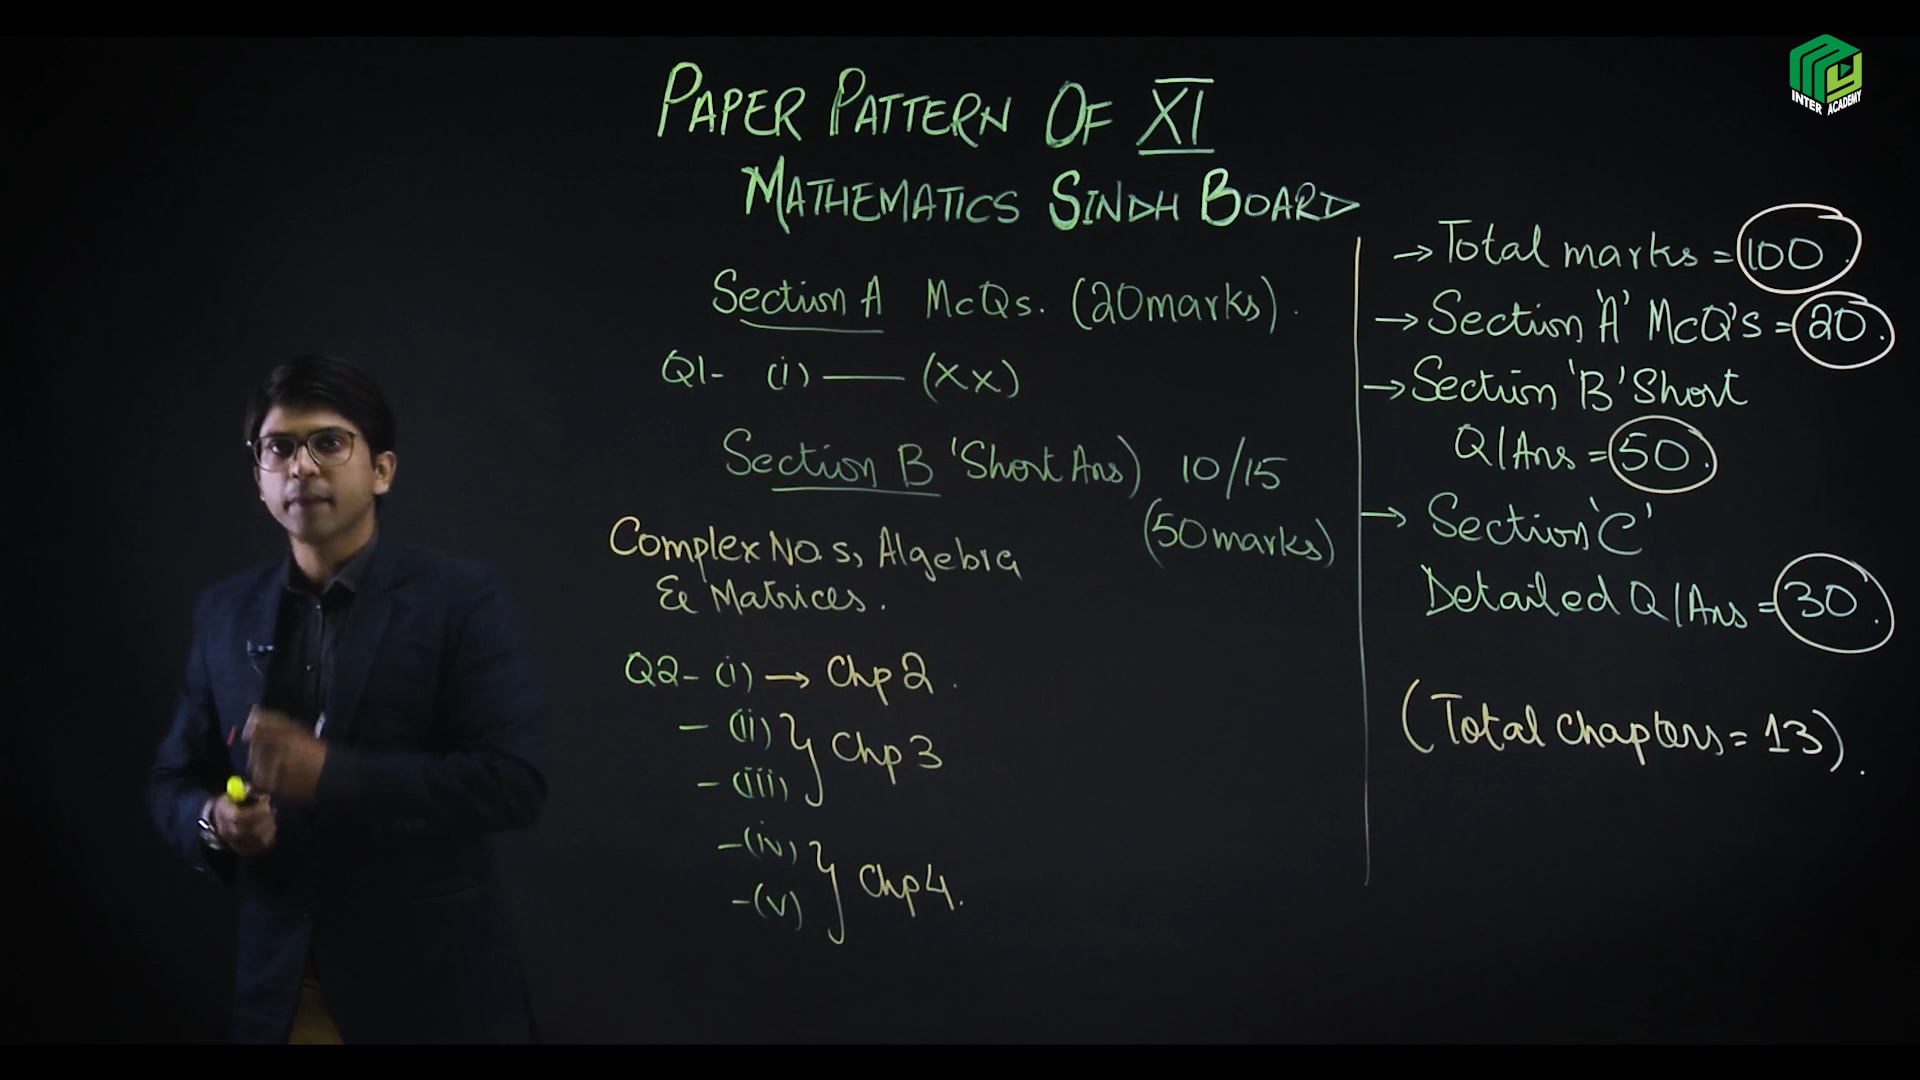 PAPER PATTERN OF XI
MATHEMATICS SINDH BOARD
Section A McQs. (20marks).
Q1- (i) — (xx)
Section B 'Short Ans) 10/15
(50marks)
Complex No.s, Algebra
& Matrices.
Q2- (i) → Chp 2.
- (ii) } Chp 3
- (iii)
- (iv) } Chp 4.
- (v)
→ Total marks = 100.
→ Section 'A' McQ's = 20.
→ Section 'B' Short
Q/Ans = 50.
→ Section 'C'
Detailed Q/Ans = 30.
(Total Chapters = 13).
INTER ACADEMY